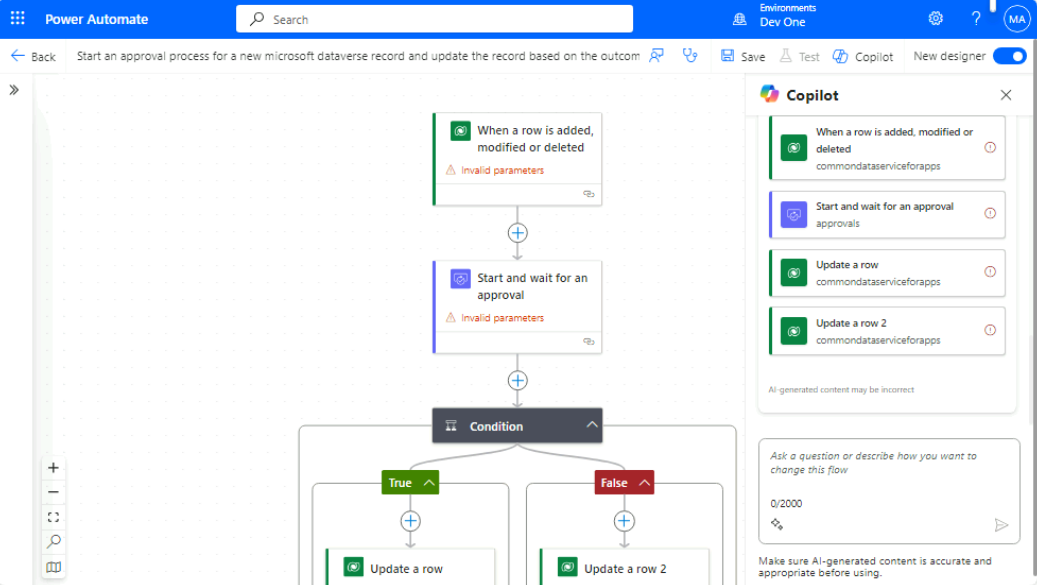 Power Automate
Search
Environments
Dev One
?
MA
Back
Start an approval process for a new microsoft dataverse record and update the record based on the outcom
Save
Test
Copilot
New designer
When a row is added,
modified or deleted
Invalid parameters
Start and wait for an
approval
Invalid parameters
Condition
True
False
Update a row
Update a row 2
Copilot
When a row is added, modified or
deleted
commondataserviceforapps
Start and wait for an approval
approvals
Update a row
commondataserviceforapps
Update a row 2
commondataserviceforapps
AI-generated content may be incorrect
Ask a question or describe how you want to
change this flow
0/2000
Make sure AI-generated content is accurate and
appropriate before using.